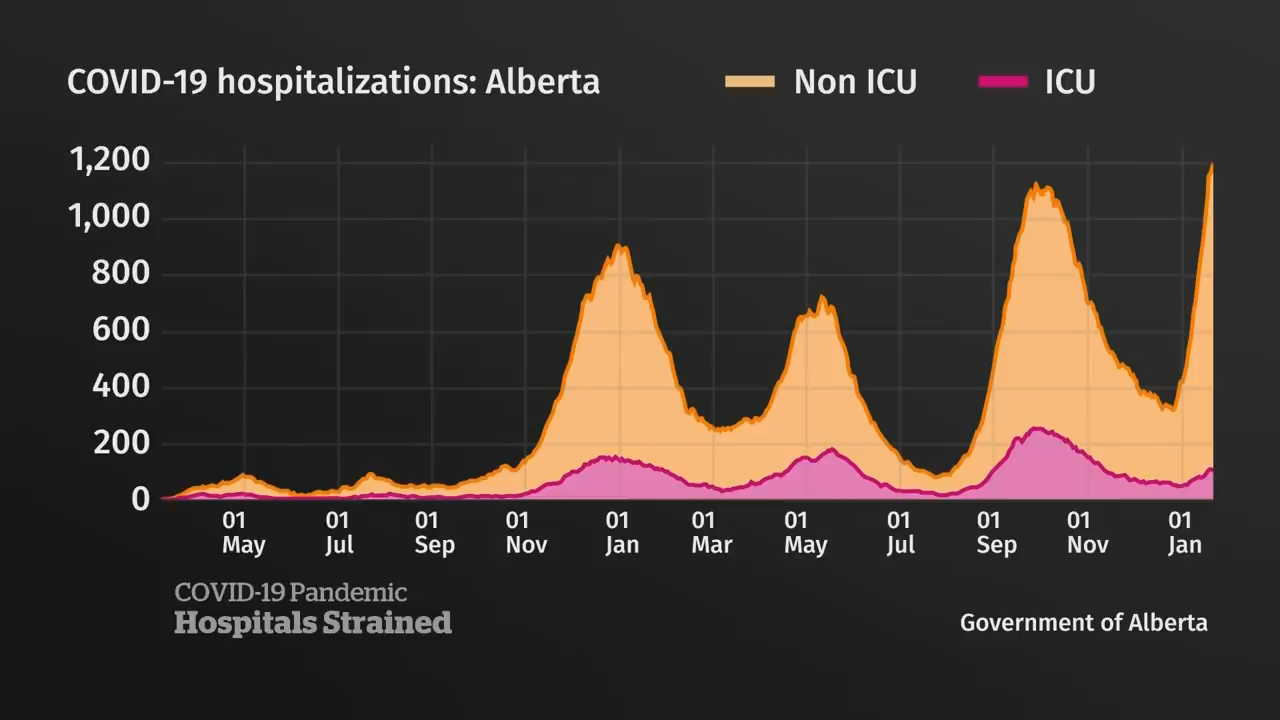 COVID-19 hospitalizations: Alberta
Non ICU
ICU
1,200
1,000
800
600
400
200
0
01 May
01 Jul
01 Sep
01 Nov
01 Jan
01 Mar
01 May
01 Jul
01 Sep
01 Nov
01 Jan
COVID-19 Pandemic
Hospitals Strained
Government of Alberta